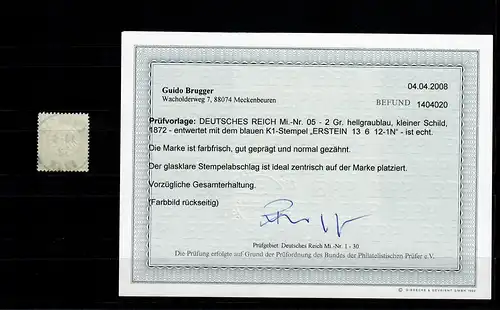 Guido Brugger
Wacholderweg 7, 88074 Meckenbeuren
04.04.2008
BEFUND 1404020
Prüfvorlage: DEUTSCHES REICH Mi.-Nr. 05 - 2 Gr. hellgraublau, kleiner Schild,
1872 - entwertet mit dem blauen K1-Stempel „ERSTEIN 13 6 12-1N" - ist echt.
Die Marke ist farbfrisch, gut geprägt und normal gezähnt.
Der glasklare Stempelabschlag ist ideal zentrisch auf der Marke platziert.
Vorzügliche Gesamterhaltung.
(Farbbild rückseitig)
Prüfgebiet: Deutsches Reich Mi.-Nr. 1 - 30
Die Prüfung erfolgte auf Grund der Prüfordnung des Bundes der Philatelistischen Prüfer e.V.